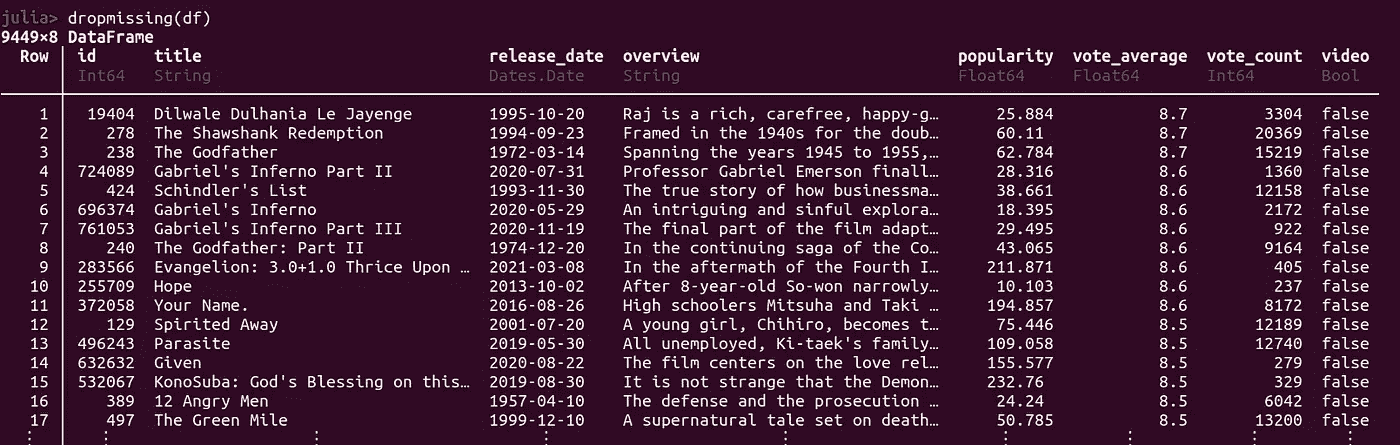 julia> dropmissing(df)
9449×8 DataFrame
Row id title release_date overview popularity vote_average vote_count video
Int64 String Dates.Date String Float64 Float64 Int64 Bool
1 19404 Dilwale Dulhania Le Jayenge 1995-10-20 Raj is a rich, carefree, happy-g… 25.884 8.7 3304 false
2 278 The Shawshank Redemption 1994-09-23 Framed in the 1940s for the doub… 60.11 8.7 20369 false
3 238 The Godfather 1972-03-14 Spanning the years 1945 to 1955,… 62.784 8.7 15219 false
4 724089 Gabriel's Inferno Part II 2020-07-31 Professor Gabriel Emerson finall… 28.316 8.6 1360 false
5 424 Schindler's List 1993-11-30 The true story of how businessma… 38.661 8.6 12158 false
6 696374 Gabriel's Inferno 2020-05-29 An intriguing and sinful explora… 18.395 8.6 2172 false
7 761053 Gabriel's Inferno Part III 2020-11-19 The final part of the film adapt… 29.495 8.6 922 false
8 240 The Godfather: Part II 1974-12-20 In the continuing saga of the Co… 43.065 8.6 9164 false
9 283566 Evangelion: 3.0+1.0 Thrice Upon … 2021-03-08 In the aftermath of the Fourth I… 211.871 8.6 405 false
10 255709 Hope 2013-10-02 After 8-year-old So-won narrowly… 10.103 8.6 237 false
11 372058 Your Name. 2016-08-26 High schoolers Mitsuha and Taki … 194.857 8.6 8172 false
12 129 Spirited Away 2001-07-20 A young girl, Chihiro, becomes t… 75.446 8.5 12189 false
13 496243 Parasite 2019-05-30 All unemployed, Ki-taek's family… 109.058 8.5 12740 false
14 632632 Given 2020-08-22 The film centers on the love rel… 155.577 8.5 279 false
15 532067 KonoSuba: God's Blessing on this… 2019-08-30 It is not strange that the Demon… 232.76 8.5 329 false
16 389 12 Angry Men 1957-04-10 The defense and the prosecution … 24.24 8.5 6042 false
17 497 The Green Mile 1999-12-10 A supernatural tale set on death… 50.785 8.5 13200 false